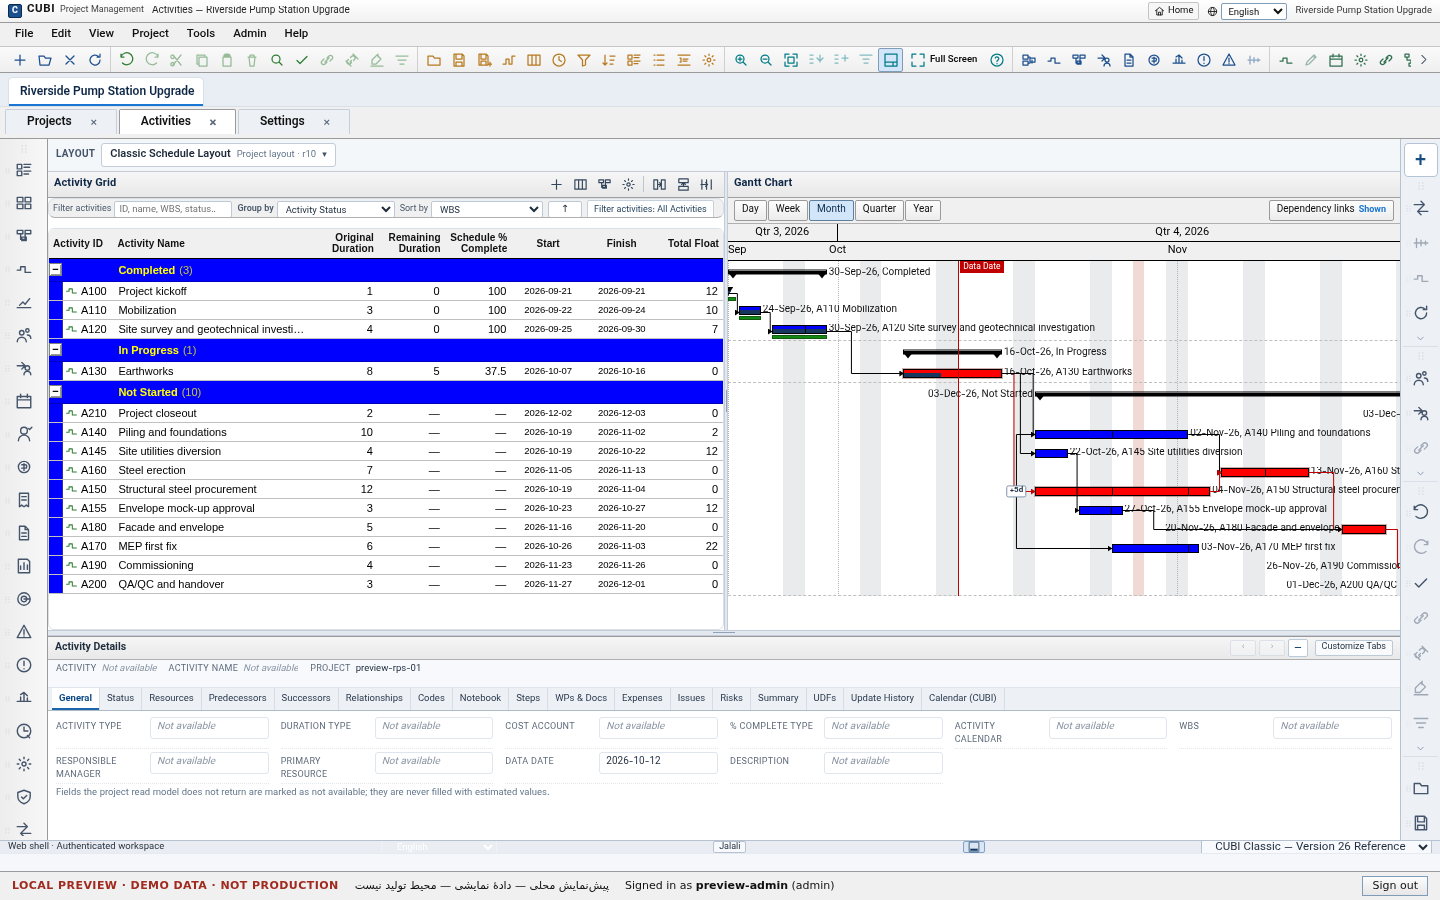 C CUBI Project Management Activities — Riverside Pump Station Upgrade Home English Riverside Pump Station Upgrade
File Edit View Project Tools Admin Help
Full Screen
Riverside Pump Station Upgrade
Projects × Activities × Settings ×
LAYOUT Classic Schedule Layout Project layout · r10
Activity Grid
Gantt Chart
Filter activities ID, name, WBS, status.. Group by Activity Status Sort by WBS ↑ Filter activities: All Activities
Day Week Month Quarter Year Dependency links Shown
Activity ID Activity Name Original Duration Remaining Duration Schedule % Complete Start Finish Total Float
Qtr 3, 2026 Qtr 4, 2026
Sep Oct Nov
Data Date
Completed (3)
A100 Project kickoff 1 0 100 2026-09-21 2026-09-21 12
A110 Mobilization 3 0 100 2026-09-22 2026-09-24 10
A120 Site survey and geotechnical investi… 4 0 100 2026-09-25 2026-09-30 7
In Progress (1)
A130 Earthworks 8 5 37.5 2026-10-07 2026-10-16 0
Not Started (10)
A210 Project closeout 2 — — 2026-12-02 2026-12-03 0
A140 Piling and foundations 10 — — 2026-10-19 2026-11-02 2
A145 Site utilities diversion 4 — — 2026-10-19 2026-10-22 12
A160 Steel erection 7 — — 2026-11-05 2026-11-13 0
A150 Structural steel procurement 12 — — 2026-10-19 2026-11-04 0
A155 Envelope mock-up approval 3 — — 2026-10-23 2026-10-27 12
A180 Facade and envelope 5 — — 2026-11-16 2026-11-20 0
A170 MEP first fix 6 — — 2026-10-26 2026-11-03 22
A190 Commissioning 4 — — 2026-11-23 2026-11-26 0
A200 QA/QC and handover 3 — — 2026-11-27 2026-12-01 0
30-Sep-26, Completed
24-Sep-26, A110 Mobilization
30-Sep-26, A120 Site survey and geotechnical investigation
16-Oct-26, In Progress
16-Oct-26, A130 Earthworks
03-Dec-26, Not Started
03-Dec-
02-Nov-26, A140 Piling and foundations
22-Oct-26, A145 Site utilities diversion
13-Nov-26, A160 St
+5d
04-Nov-26, A150 Structural steel procurer
27-Oct-26, A155 Envelope mock-up approval
20-Nov-26, A180 Facade and envelope
03-Nov-26, A170 MEP first fix
26-Nov-26, A190 Commission
01-Dec-26, A200 QA/QC
Activity Details
Customize Tabs
ACTIVITY Not available ACTIVITY NAME Not available PROJECT preview-rps-01
General Status Resources Predecessors Successors Relationships Codes Notebook Steps WPs & Docs Expenses Issues Risks Summary UDFs Update History Calendar (CUBI)
ACTIVITY TYPE Not available DURATION TYPE Not available COST ACCOUNT Not available % COMPLETE TYPE Not available ACTIVITY CALENDAR Not available WBS Not available
RESPONSIBLE MANAGER Not available PRIMARY RESOURCE Not available DATA DATE 2026-10-12 DESCRIPTION Not available
Fields the project read model does not return are marked as not available; they are never filled with estimated values.
Web shell · Authenticated workspace English Jalali CUBI Classic — Version 26 Reference
LOCAL PREVIEW · DEMO DATA · NOT PRODUCTION پیش‌نمایش محلی — دادهٔ نمایشی — محیط تولید نیست Signed in as preview-admin (admin) Sign out